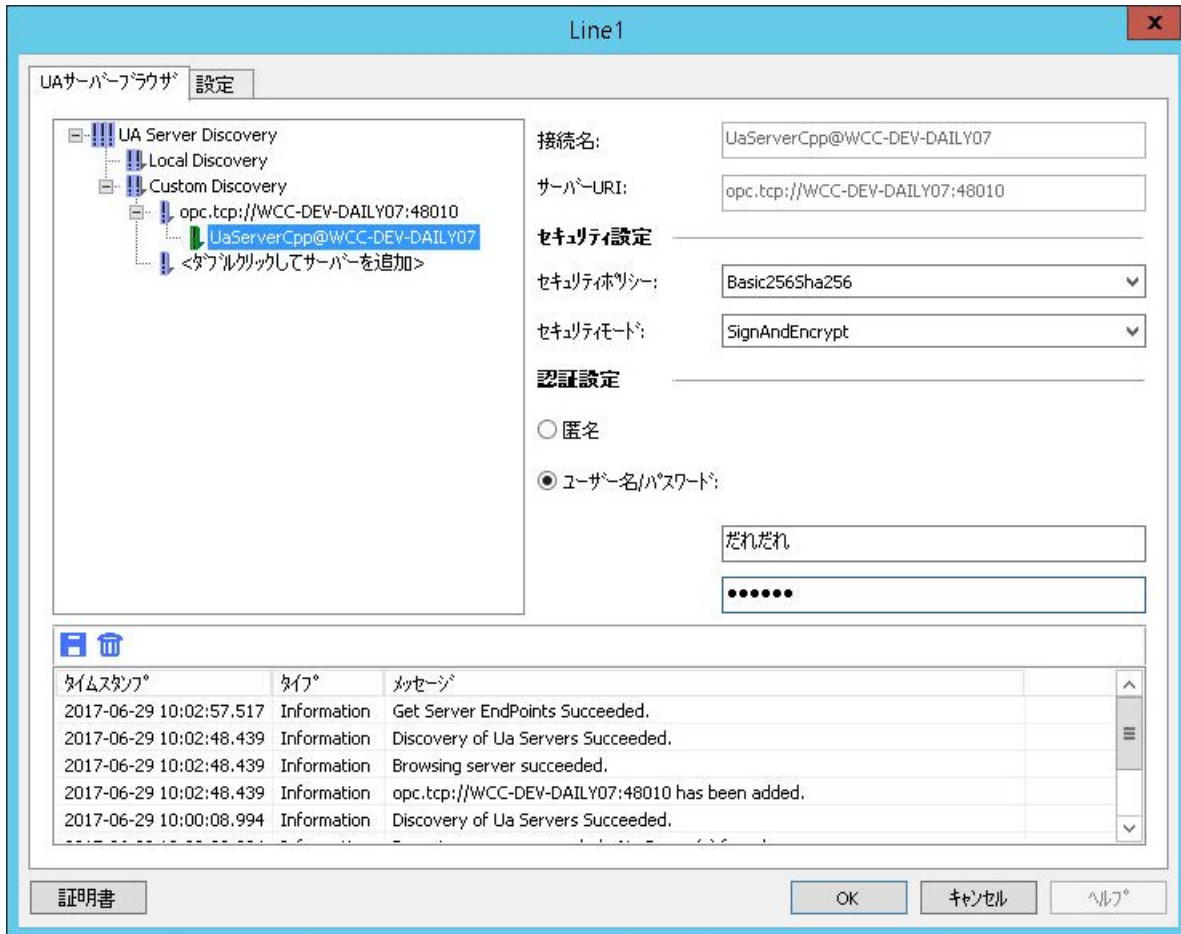 Line1
x
UAサーバーブラウザ 設定
UA Server Discovery
Local Discovery
Custom Discovery
opc.tcp://WCC-DEV-DAILY07:48010
UaServerCpp@WCC-DEV-DAILY07
<ダブルクリックしてサーバーを追加>
接続名: UaServerCpp@WCC-DEV-DAILY07
サーバーURI: opc.tcp://WCC-DEV-DAILY07:48010
セキュリティ設定
セキュリティポリシー: Basic256Sha256
セキュリティモード: SignAndEncrypt
認証設定
匿名
ユーザー名/パスワード:
だれだれ
●●●●●●
タイムスタンプ タイプ メッセージ
2017-06-29 10:02:57.517 Information Get Server EndPoints Succeeded.
2017-06-29 10:02:48.439 Information Discovery of Ua Servers Succeeded.
2017-06-29 10:02:48.439 Information Browsing server succeeded.
2017-06-29 10:02:48.439 Information opc.tcp://WCC-DEV-DAILY07:48010 has been added.
2017-06-29 10:00:08.994 Information Discovery of Ua Servers Succeeded.
証明書 OK キャンセル ヘルプ